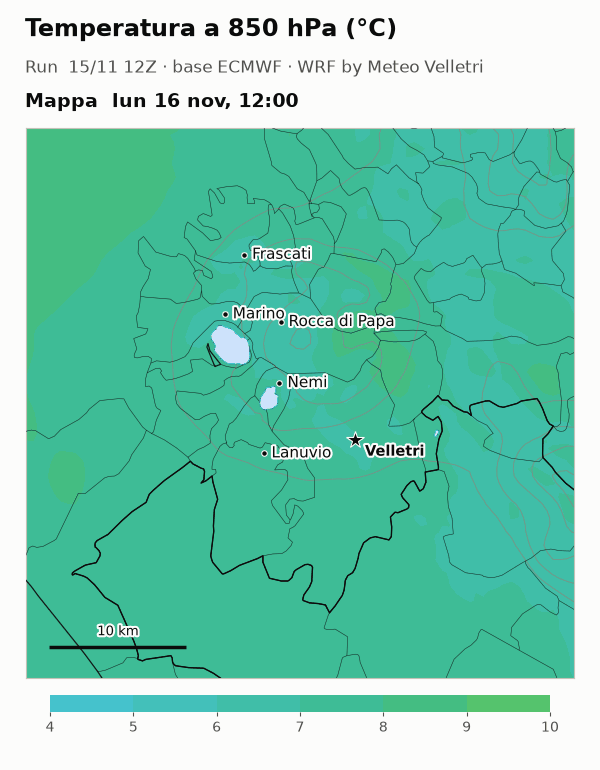 Temperatura a 850 hPa (°C)
Run  15/11 12Z · base ECMWF · WRF by Meteo Velletri
Mappa  lun 16 nov, 12:00
Frascati
Marino
Rocca di Papa
Nemi
Velletri
Lanuvio
10 km
4 5 6 7 8 9 10